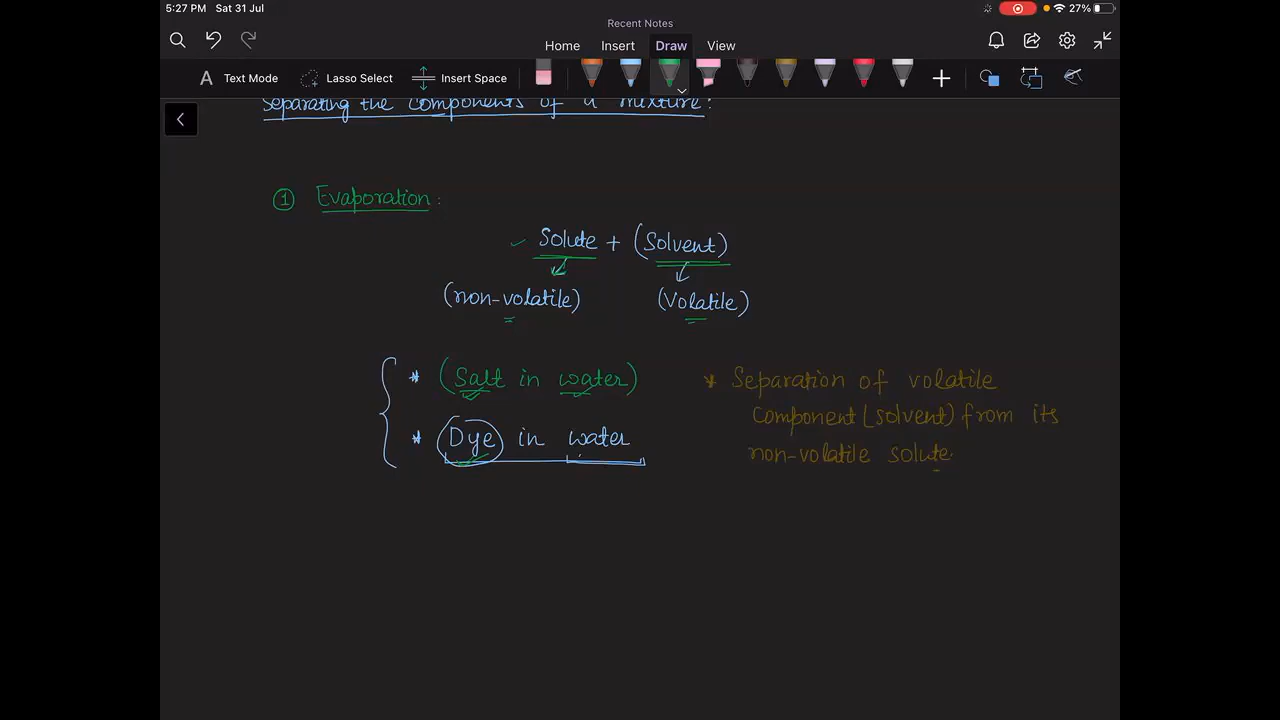 5:27 PM Sat 31 Jul
27%
Recent Notes
Home Insert Draw View
A Text Mode Lasso Select Insert Space
Separating the components of a mixture:
① Evaporation:
Solute + (Solvent)
(non-volatile) (Volatile)
* (Salt in water)
* Dye in water
* Separation of volatile
component (solvent) from its
non-volatile solute.